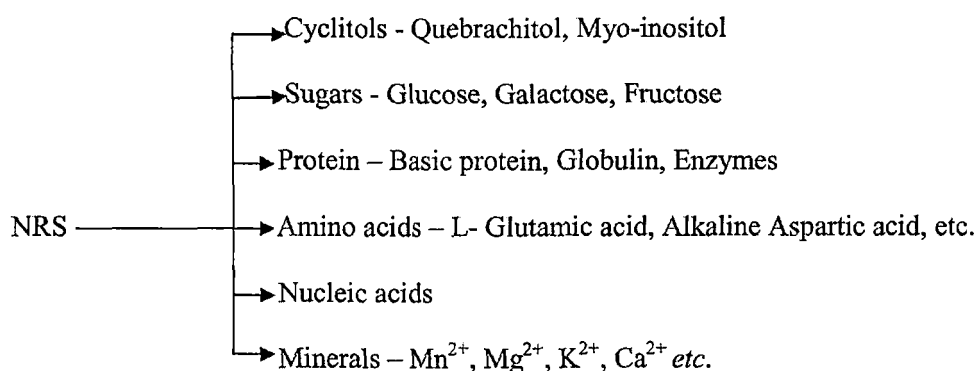 Cyclitols - Quebrachitol, Myo-inositol
Sugars - Glucose, Galactose, Fructose
Protein – Basic protein, Globulin, Enzymes
NRS
Amino acids – L- Glutamic acid, Alkaline Aspartic acid, etc.
Nucleic acids
Minerals – Mn²⁺, Mg²⁺, K²⁺, Ca²⁺ etc.